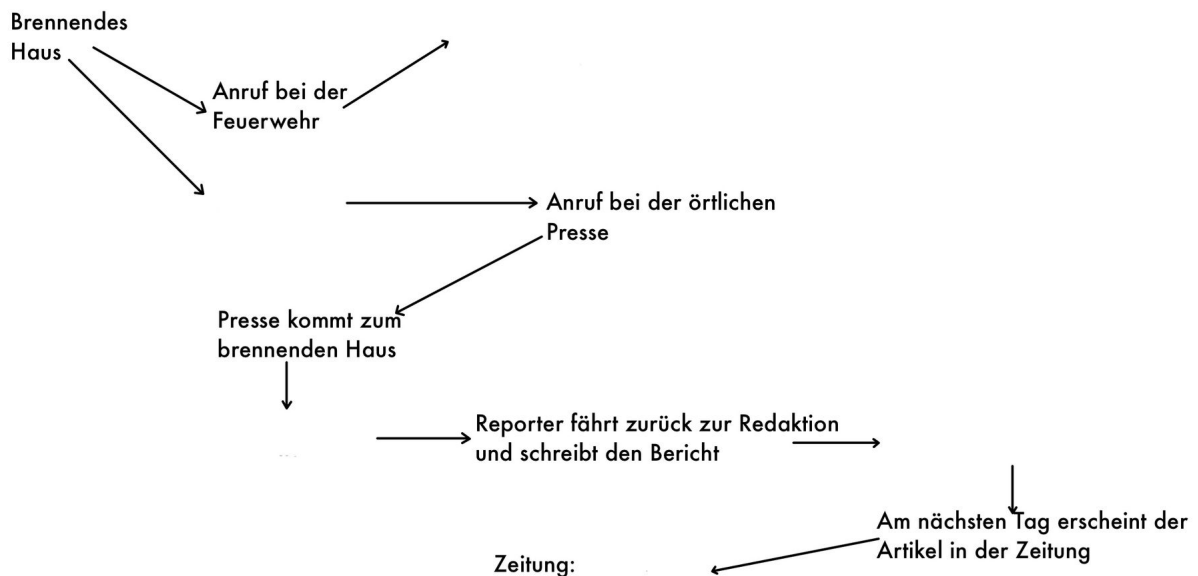 Brennendes
Haus
Anruf bei der
Feuerwehr
Anruf bei der örtlichen
Presse
Presse kommt zum
brennenden Haus
Reporter fährt zurück zur Redaktion
und schreibt den Bericht
Am nächsten Tag erscheint der
Artikel in der Zeitung
Zeitung: